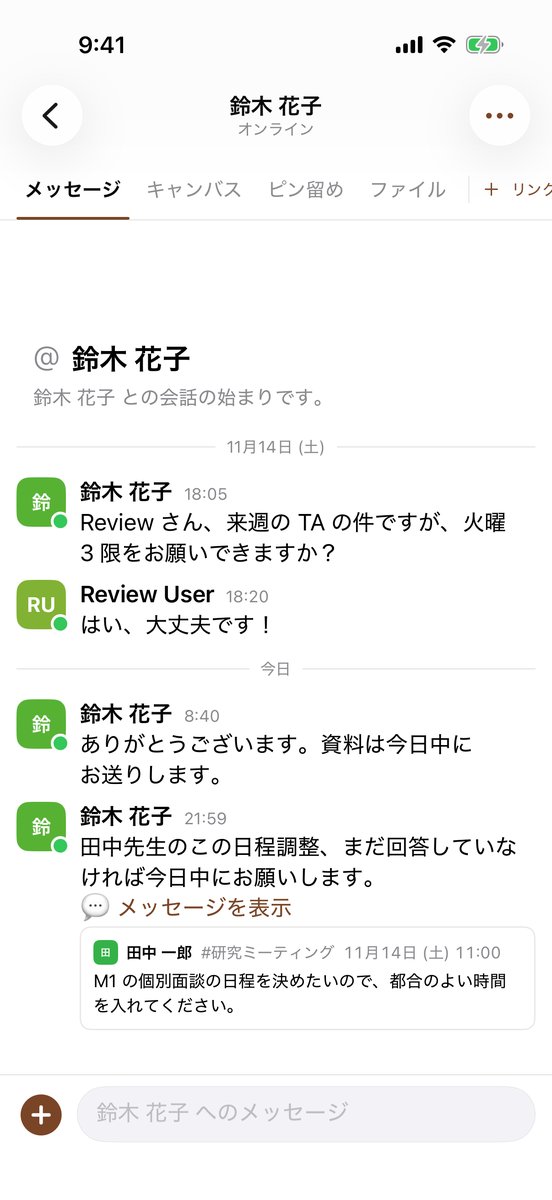 9:41
鈴木 花子
オンライン
メッセージ キャンバス ピン留め ファイル + リンク
@ 鈴木 花子
鈴木 花子 との会話の始まりです。
11月14日 (土)
鈴 鈴木 花子 18:05
Review さん、来週の TA の件ですが、火曜
3 限をお願いできますか？
RU Review User 18:20
はい、大丈夫です！
今日
鈴 鈴木 花子 8:40
ありがとうございます。資料は今日中に
お送りします。
鈴 鈴木 花子 21:59
田中先生のこの日程調整、まだ回答していな
ければ今日中にお願いします。
💬 メッセージを表示
田 田中 一郎 #研究ミーティング 11月14日 (土) 11:00
M1 の個別面談の日程を決めたいので、都合のよい時間
を入れてください。
鈴木 花子 へのメッセージ